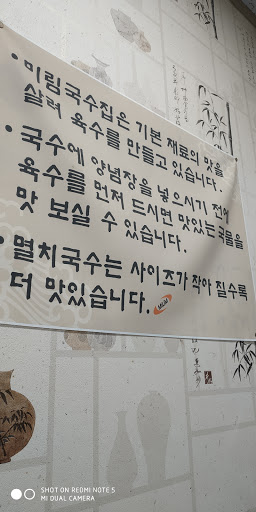 • 미림국수집은 기본 재료의 맛을
살려 육수를 만들고 있습니다.
• 국수에 양념장을 넣으시기 전에
육수를 먼저 드시면 맛있는 국물을
맛 보실 수 있습니다.
• 멸치국수는 사이즈가 작아 질수록
더 맛있습니다.
SHOT ON REDMI NOTE 5
MI DUAL CAMERA